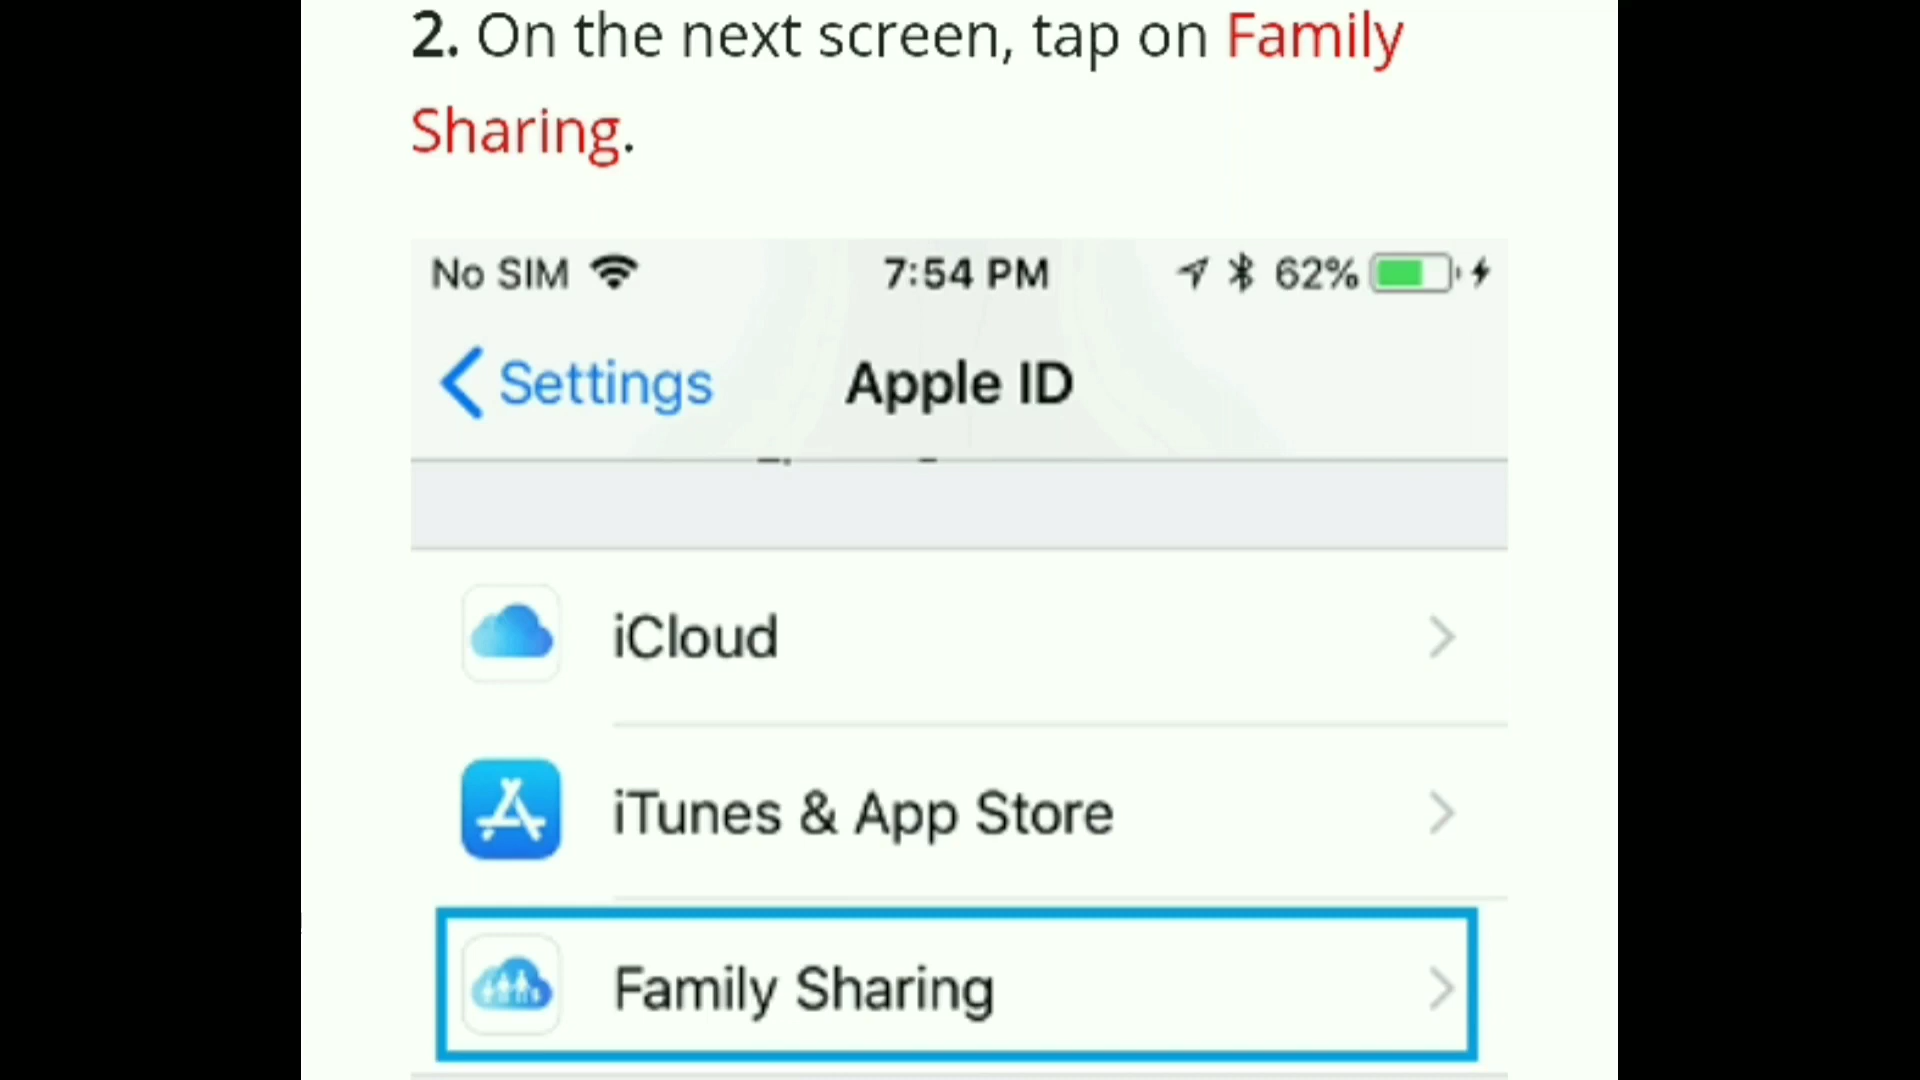 2. On the next screen, tap on Family
Sharing.
No SIM 7:54 PM 62%
Settings Apple ID
iCloud
iTunes & App Store
Family Sharing